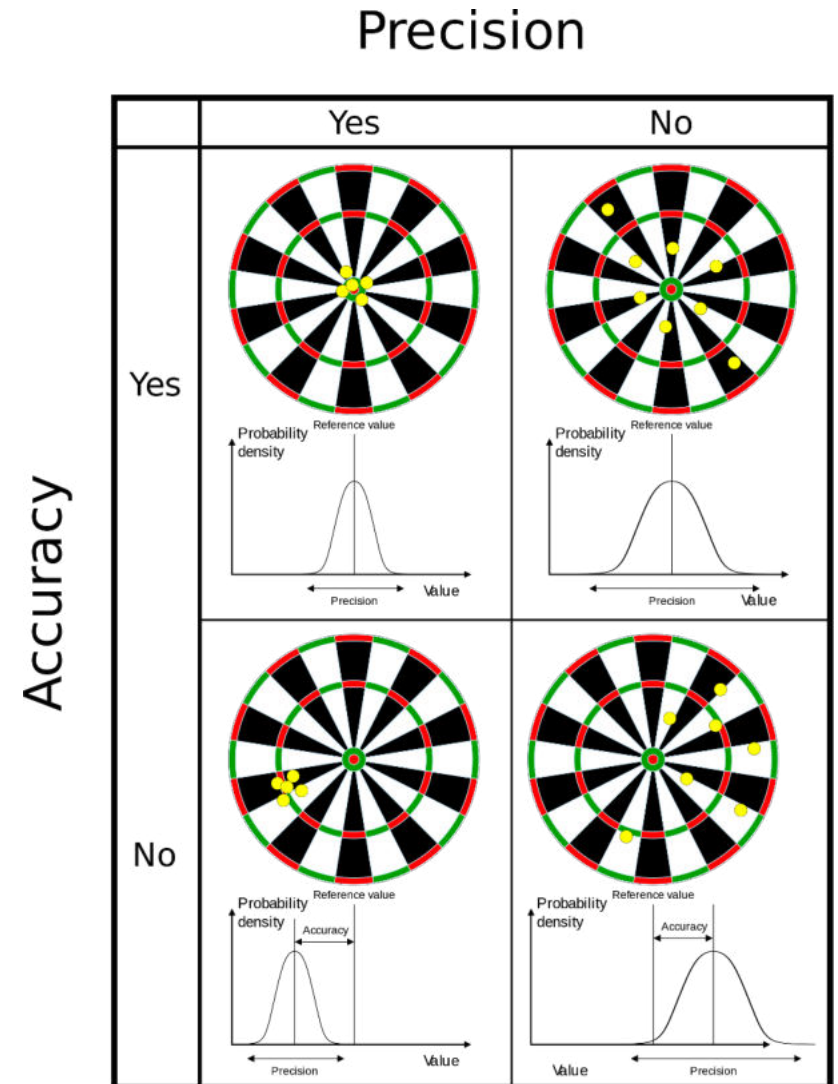 Precision
Yes No
Accuracy
Yes
Reference value
Probability
density
Precision
Value
Reference value
Probability
density
Precision
Value
No
Reference value
Probability
density
Accuracy
Value
Precision
Reference value
Probability
density
Accuracy
Value
Precision